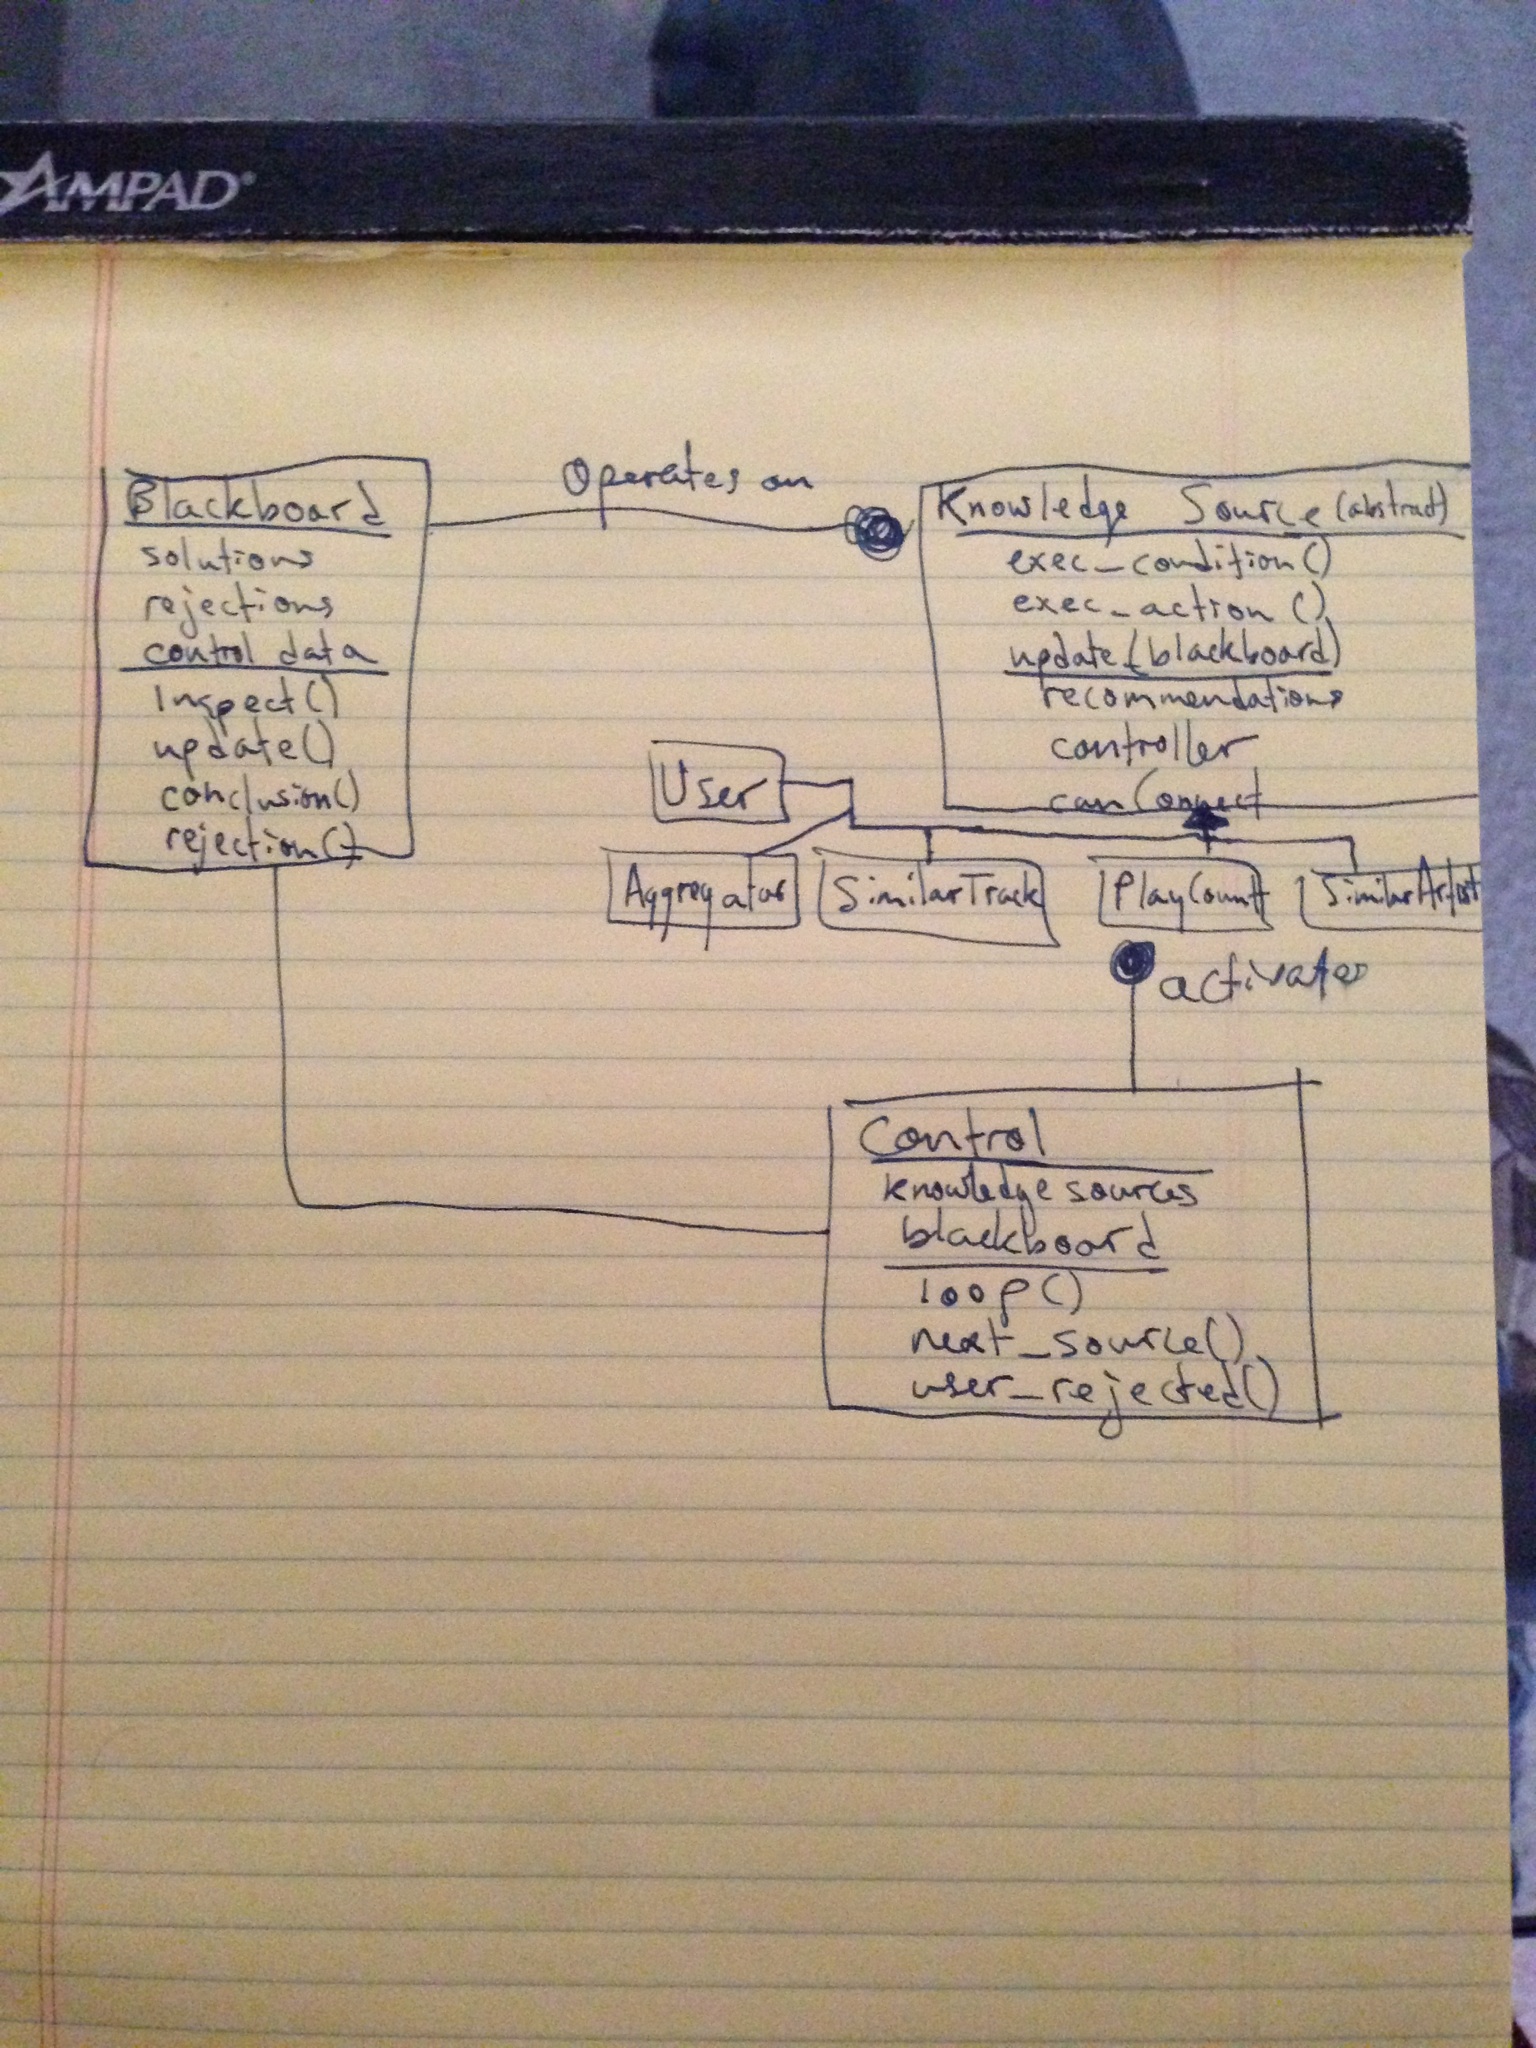 AMPAD®
Operates on
Blackboard
solutions
rejections
control data
inspect()
update()
conclusion()
rejection()
Knowledge Source (abstract)
exec_condition()
exec_action()
update(blackboard)
recommendations
controller
canConnect
User
Aggregator
SimilarTrack
PlayCount
SimilarArtist
activates
Control
knowledge sources
blackboard
loop()
next_source()
user_rejected()